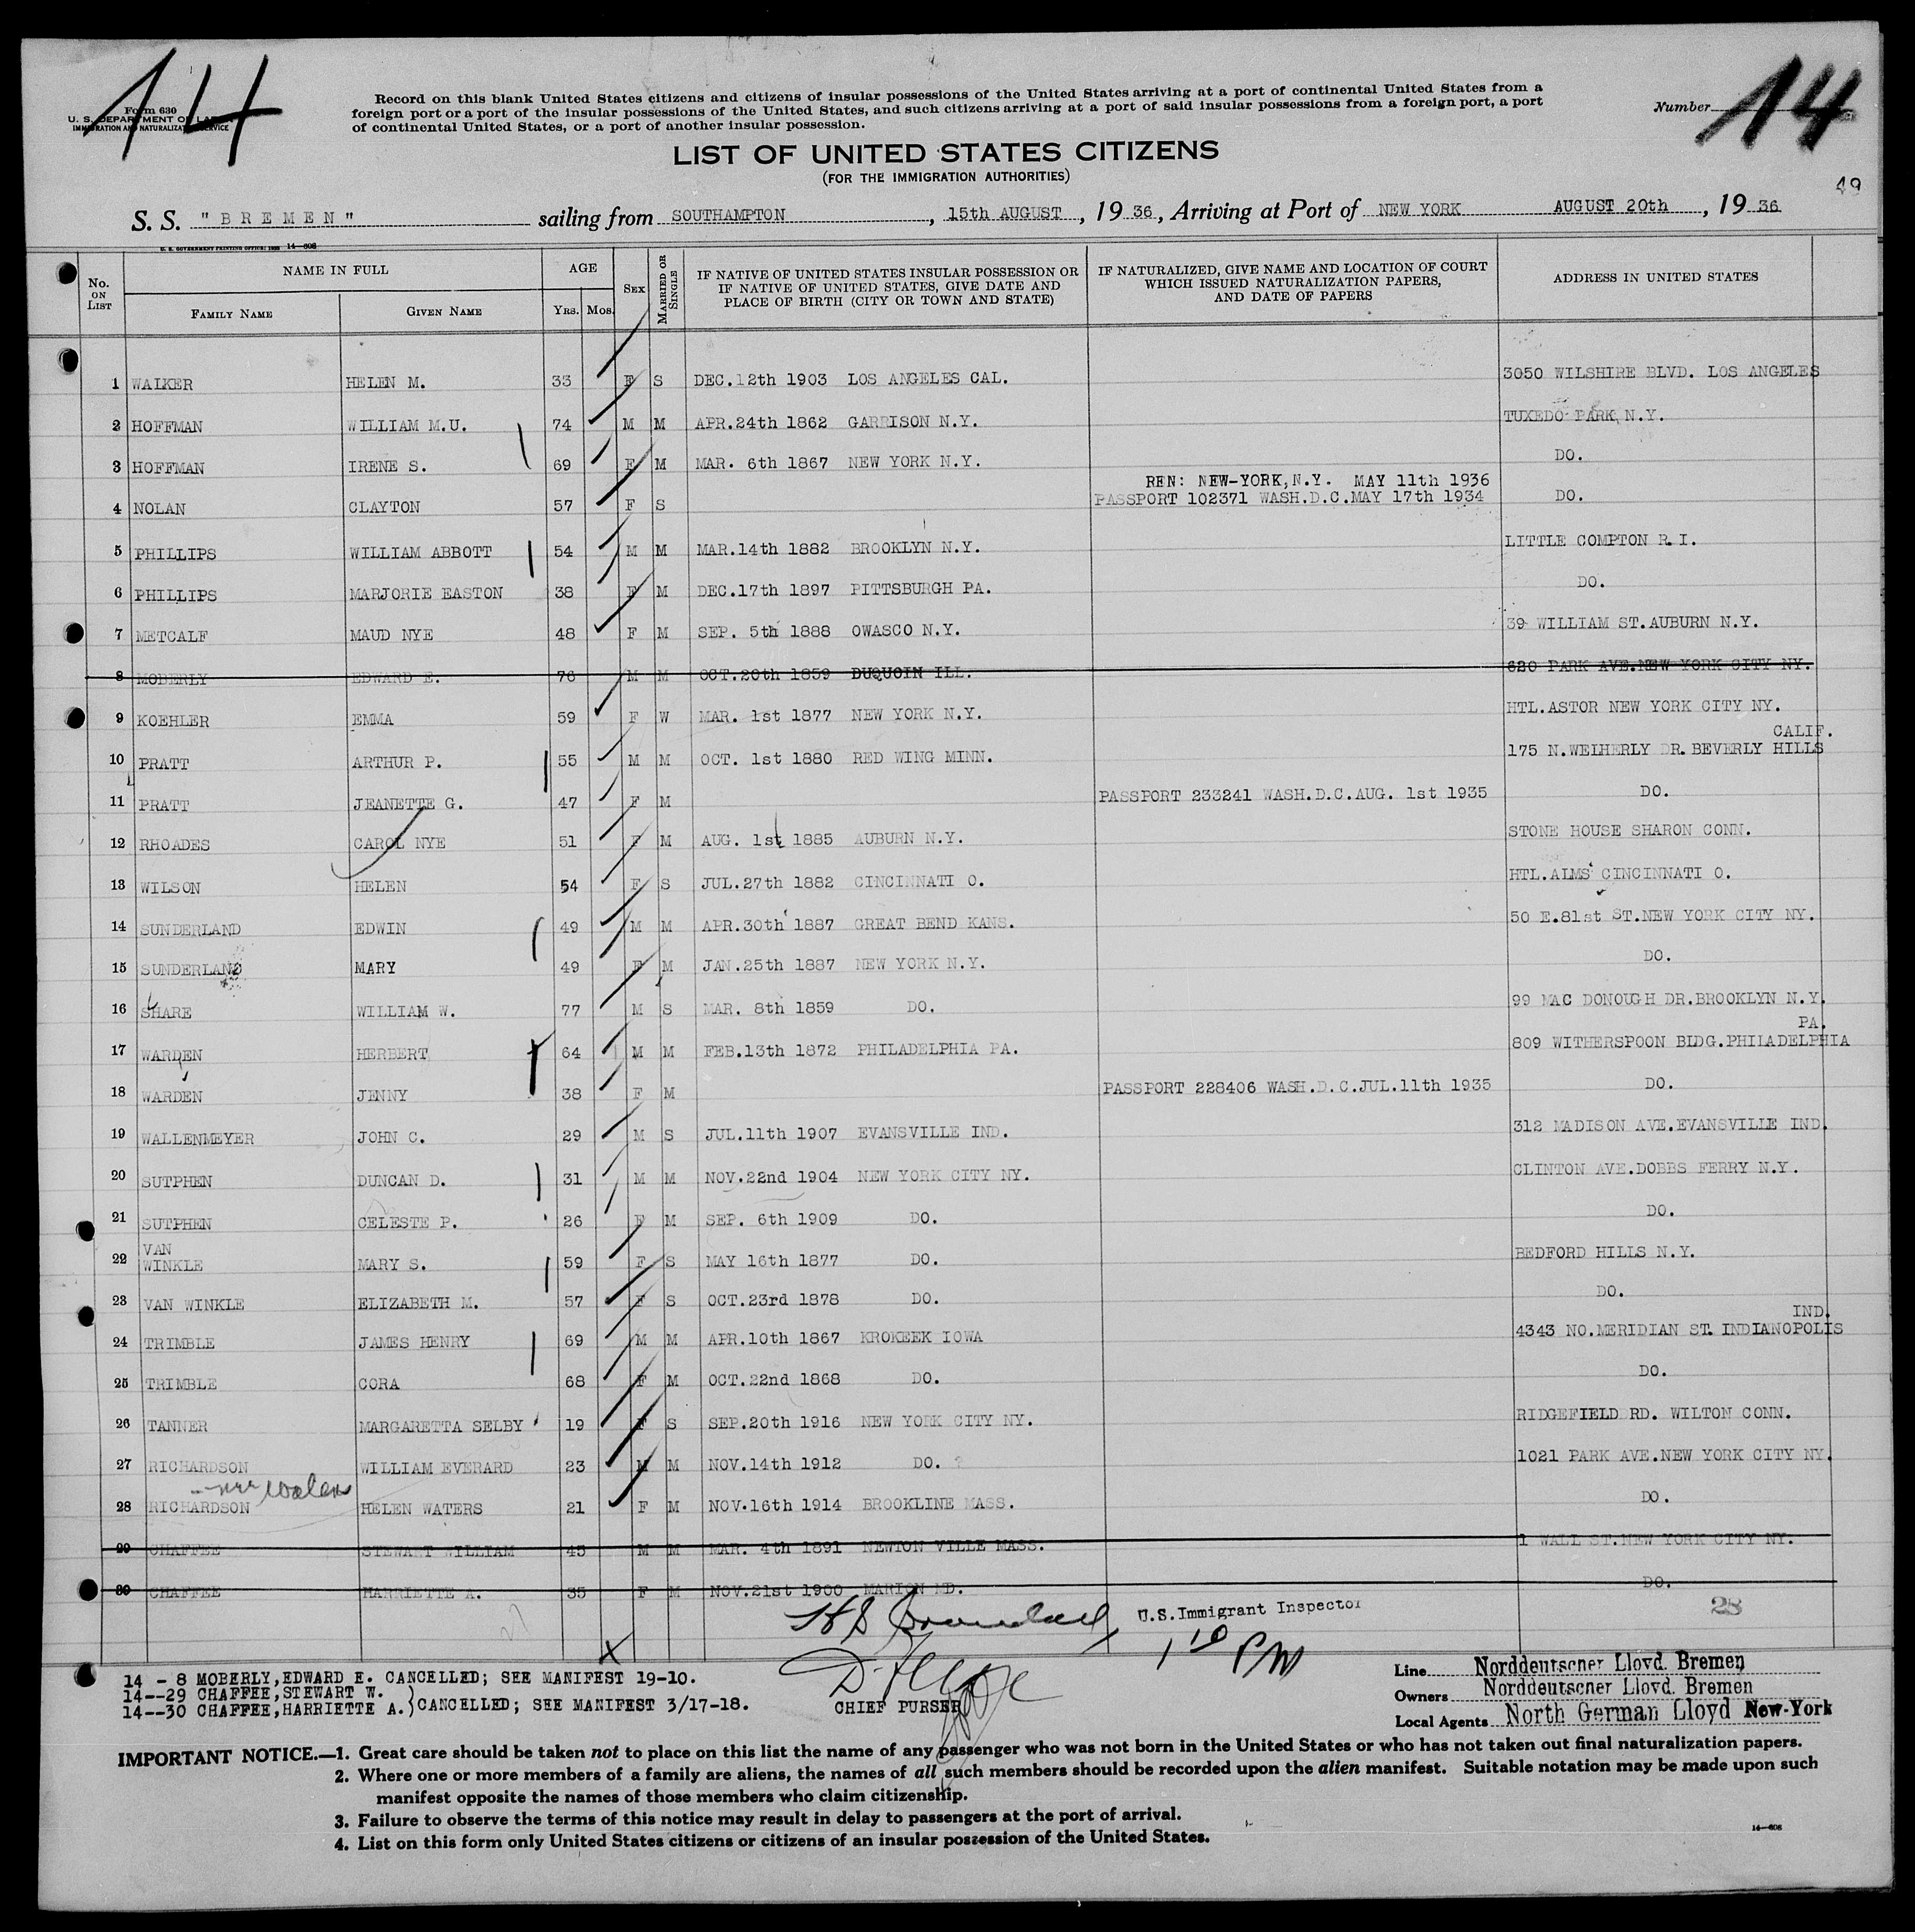 14
Form 630
U. S. DEPARTMENT OF LABOR
IMMIGRATION AND NATURALIZATION SERVICE
Record on this blank United States citizens and citizens of insular possessions of the United States arriving at a port of continental United States from a
foreign port or a port of the insular possessions of the United States, and such citizens arriving at a port of said insular possessions from a foreign port, a port
of continental United States, or a port of another insular possession.
Number 14
LIST OF UNITED STATES CITIZENS
(FOR THE IMMIGRATION AUTHORITIES)
49
S. S. "BREMEN" sailing from SOUTHAMPTON, 15th AUGUST, 19 36, Arriving at Port of NEW YORK AUGUST 20th, 19 36
U. S. GOVERNMENT PRINTING OFFICE: 1935 14—608
No. ON LIST NAME IN FULL FAMILY NAME GIVEN NAME AGE YRS. MOS. SEX MARRIED OR SINGLE IF NATIVE OF UNITED STATES INSULAR POSSESSION OR IF NATIVE OF UNITED STATES, GIVE DATE AND PLACE OF BIRTH (CITY OR TOWN AND STATE) IF NATURALIZED, GIVE NAME AND LOCATION OF COURT WHICH ISSUED NATURALIZATION PAPERS, AND DATE OF PAPERS ADDRESS IN UNITED STATES
1 WALKER HELEN M. 33 F S DEC.12th 1903 LOS ANGELES CAL. 3050 WILSHIRE BLVD. LOS ANGELES
2 HOFFMAN WILLIAM M.U. 74 M M APR.24th 1862 GARRISON N.Y. TUXEDO PARK, N.Y.
3 HOFFMAN IRENE S. 69 F M MAR. 6th 1867 NEW YORK N.Y. DO.
REN: NEW-YORK,N.Y. MAY 11th 1936
4 NOLAN CLAYTON 57 F S PASSPORT 102371 WASH.D.C.MAY 17th 1934 DO.
5 PHILLIPS WILLIAM ABBOTT 54 M M MAR.14th 1882 BROOKLYN N.Y. LITTLE COMPTON R.I.
6 PHILLIPS MARJORIE EASTON 38 F M DEC.17th 1897 PITTSBURGH PA. DO.
7 METCALF MAUD NYE 48 F M SEP. 5th 1888 OWASCO N.Y. 39 WILLIAM ST.AUBURN N.Y.
8 MOBERLY EDWARD E. 76 M M OCT.20th 1859 DUQUOIN ILL. 620 PARK AVE.NEW YORK CITY NY.
9 KOEHLER EMMA 59 F W MAR. 1st 1877 NEW YORK N.Y. HTL.ASTOR NEW YORK CITY NY.
CALIF.
10 PRATT ARTHUR P. 55 M M OCT. 1st 1880 RED WING MINN. 175 N.WELHERLY DR.BEVERLY HILLS
11 PRATT JEANETTE G. 47 F M PASSPORT 233241 WASH.D.C.AUG. 1st 1935 DO.
12 RHOADES CAROL NYE 51 F M AUG. 1st 1885 AUBURN N.Y. STONE HOUSE SHARON CONN.
13 WILSON HELEN 54 F S JUL.27th 1882 CINCINNATI O. HTL.ALMS CINCINNATI O.
14 SUNDERLAND EDWIN 49 M M APR.30th 1887 GREAT BEND KANS. 50 E.81st ST.NEW YORK CITY NY.
15 SUNDERLAND MARY 49 F M JAN.25th 1887 NEW YORK N.Y. DO.
16 SHARE WILLIAM W. 77 M S MAR. 8th 1859 DO. 99 MAC DONOUGH DR.BROOKLYN N.Y.
PA.
17 WARDEN HERBERT 64 M M FEB.13th 1872 PHILADELPHIA PA. 809 WITHERSPOON BLDG.PHILADELPHIA
18 WARDEN JENNY 38 F M PASSPORT 228406 WASH.D.C.JUL.11th 1935 DO.
19 WALLENMEYER JOHN C. 29 M S JUL.11th 1907 EVANSVILLE IND. 312 MADISON AVE.EVANSVILLE IND.
20 SUTPHEN DUNCAN D. 31 M M NOV.22nd 1904 NEW YORK CITY NY. CLINTON AVE.DOBBS FERRY N.Y.
21 SUTPHEN CELESTE P. 26 F M SEP. 6th 1909 DO. DO.
22 VAN WINKLE MARY S. 59 F S MAY 16th 1877 DO. BEDFORD HILLS N.Y.
23 VAN WINKLE ELIZABETH M. 57 F S OCT.23rd 1878 DO. DO.
IND.
24 TRIMBLE JAMES HENRY 69 M M APR.10th 1867 KROKEEK IOWA 4343 NO.MERIDIAN ST. INDIANOPOLIS
25 TRIMBLE CORA 68 F M OCT.22nd 1868 DO. DO.
26 TANNER MARGARETTA SELBY 19 F S SEP.20th 1916 NEW YORK CITY NY. RIDGEFIELD RD. WILTON CONN.
27 RICHARDSON WILLIAM EVERARD 23 M M NOV.14th 1912 DO. ? 1021 PARK AVE.NEW YORK CITY NY.
28 RICHARDSON HELEN WATERS 21 F M NOV.16th 1914 BROOKLINE MASS. DO.
29 CHAFFEE STEWART WILLIAM 45 M M MAR. 4th 1891 NEWTON VILLE MASS. 1 WALL ST.NEW YORK CITY NY.
30 CHAFFEE HARRIETTE A. 35 F M NOV.21st 1900 MARION MD. DO.
U.S.Immigrant Inspector
28
1 10 PM
14 - 8 MOBERLY,EDWARD E. CANCELLED; SEE MANIFEST 19-10.
14--29 CHAFFEE,STEWART W. )
14--30 CHAFFEE,HARRIETTE A.)CANCELLED; SEE MANIFEST 3/17-18.
CHIEF PURSER
Line Norddeutscher Lloyd. Bremen
Owners Norddeutscher Lloyd. Bremen
Local Agents North German Lloyd New-York
IMPORTANT NOTICE.—1. Great care should be taken not to place on this list the name of any passenger who was not born in the United States or who has not taken out final naturalization papers.
2. Where one or more members of a family are aliens, the names of all such members should be recorded upon the alien manifest. Suitable notation may be made upon such
manifest opposite the names of those members who claim citizenship.
3. Failure to observe the terms of this notice may result in delay to passengers at the port of arrival.
4. List on this form only United States citizens or citizens of an insular possession of the United States.
14—608